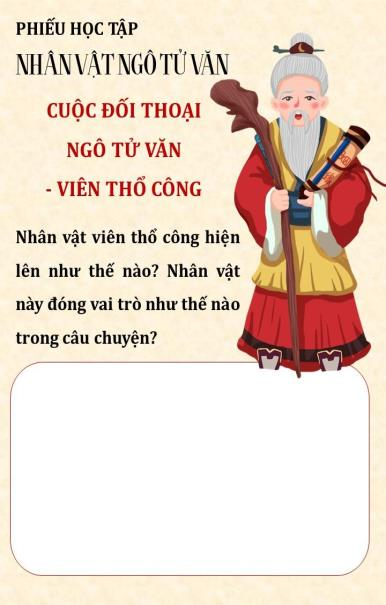 PHIẾU HỌC TẬP
NHÂN VẬT NGÔ TỬ VĂN
CUỘC ĐỐI THOẠI
NGÔ TỬ VĂN
- VIÊN THỔ CÔNG
Nhân vật viên thổ công hiện
lên như thế nào? Nhân vật
này đóng vai trò như thế nào
trong câu chuyện?